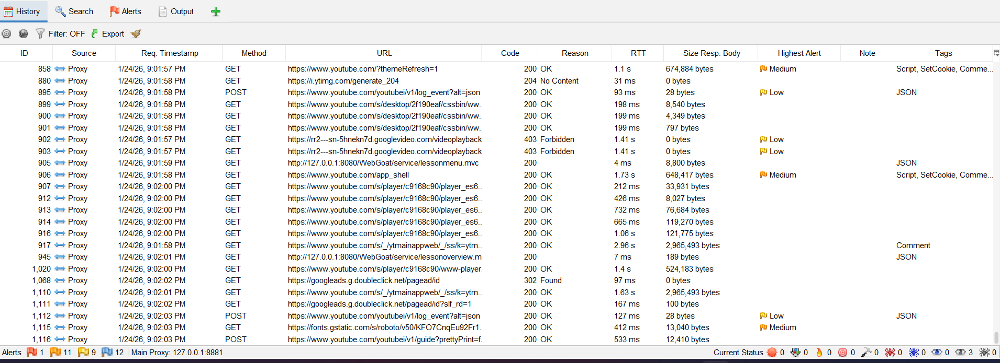 History Search Alerts Output
Filter: OFF Export
ID Source Req. Timestamp Method URL Code Reason RTT Size Resp. Body Highest Alert Note Tags
858 Proxy 1/24/26, 9:01:57 PM GET https://www.youtube.com/?themeRefresh=1 200 OK 1.1 s 674,884 bytes Medium Script, SetCookie, Comme...
880 Proxy 1/24/26, 9:01:58 PM GET https://i.ytimg.com/generate_204 204 No Content 31 ms 0 bytes
895 Proxy 1/24/26, 9:01:58 PM POST https://www.youtube.com/youtubei/v1/log_event?alt=json 200 OK 93 ms 28 bytes Low JSON
899 Proxy 1/24/26, 9:01:58 PM GET https://www.youtube.com/s/desktop/2f190eaf/cssbin/ww.. 200 OK 198 ms 8,540 bytes
900 Proxy 1/24/26, 9:01:58 PM GET https://www.youtube.com/s/desktop/2f190eaf/cssbin/ww.. 200 OK 199 ms 4,349 bytes
901 Proxy 1/24/26, 9:01:58 PM GET https://www.youtube.com/s/desktop/2f190eaf/cssbin/ww.. 200 OK 199 ms 797 bytes
902 Proxy 1/24/26, 9:01:57 PM GET https://rr2---sn-5hnekn7d.googlevideo.com/videoplayback 403 Forbidden 1.41 s 0 bytes Low
903 Proxy 1/24/26, 9:01:57 PM GET https://rr2---sn-5hnekn7d.googlevideo.com/videoplayback 403 Forbidden 1.41 s 0 bytes Low
905 Proxy 1/24/26, 9:01:59 PM GET http://127.0.0.1:8080/WebGoat/service/lessonmenu.mvc 200 4 ms 8,800 bytes JSON
906 Proxy 1/24/26, 9:01:58 PM GET https://www.youtube.com/app_shell 200 OK 1.73 s 648,417 bytes Medium Script, SetCookie, Comme...
907 Proxy 1/24/26, 9:02:00 PM GET https://www.youtube.com/s/player/c9168c90/player_es6.. 200 OK 212 ms 33,931 bytes
912 Proxy 1/24/26, 9:02:00 PM GET https://www.youtube.com/s/player/c9168c90/player_es6.. 200 OK 426 ms 8,027 bytes
913 Proxy 1/24/26, 9:02:00 PM GET https://www.youtube.com/s/player/c9168c90/player_es6.. 200 OK 732 ms 76,684 bytes
914 Proxy 1/24/26, 9:02:00 PM GET https://www.youtube.com/s/player/c9168c90/player_es6.. 200 OK 665 ms 119,270 bytes
916 Proxy 1/24/26, 9:02:00 PM GET https://www.youtube.com/s/player/c9168c90/player_es6.. 200 OK 1.06 s 121,775 bytes
917 Proxy 1/24/26, 9:01:58 PM GET https://www.youtube.com/s/_/ytmainappweb/_/ss/k=ytm.. 200 OK 2.96 s 2,965,493 bytes Comment
945 Proxy 1/24/26, 9:02:01 PM GET http://127.0.0.1:8080/WebGoat/service/lessonoverview.m 200 7 ms 189 bytes JSON
1,020 Proxy 1/24/26, 9:02:00 PM GET https://www.youtube.com/s/player/c9168c90/www-player. 200 OK 1.4 s 524,183 bytes
1,068 Proxy 1/24/26, 9:02:02 PM GET https://googleads.g.doubleclick.net/pagead/id 302 Found 97 ms 0 bytes
1,110 Proxy 1/24/26, 9:02:01 PM GET https://www.youtube.com/s/_/ytmainappweb/_/ss/k=ytm.. 200 OK 1.63 s 2,965,493 bytes
1,111 Proxy 1/24/26, 9:02:02 PM GET https://googleads.g.doubleclick.net/pagead/id?slf_rd=1 200 OK 167 ms 100 bytes
1,112 Proxy 1/24/26, 9:02:03 PM POST https://www.youtube.com/youtubei/v1/log_event?alt=json 200 OK 127 ms 28 bytes Low JSON
1,115 Proxy 1/24/26, 9:02:03 PM GET https://fonts.gstatic.com/s/roboto/v50/KFO7CnqEu92Fr1. 200 OK 412 ms 13,040 bytes Medium
1,116 Proxy 1/24/26, 9:02:03 PM POST https://www.youtube.com/youtubei/v1/guide?prettyPrint=f. 200 OK 533 ms 12,410 bytes
Alerts 1 11 9 12 Main Proxy: 127.0.0.1:8881 Current Status 0 0 0 0 0 0 0 0 3 0